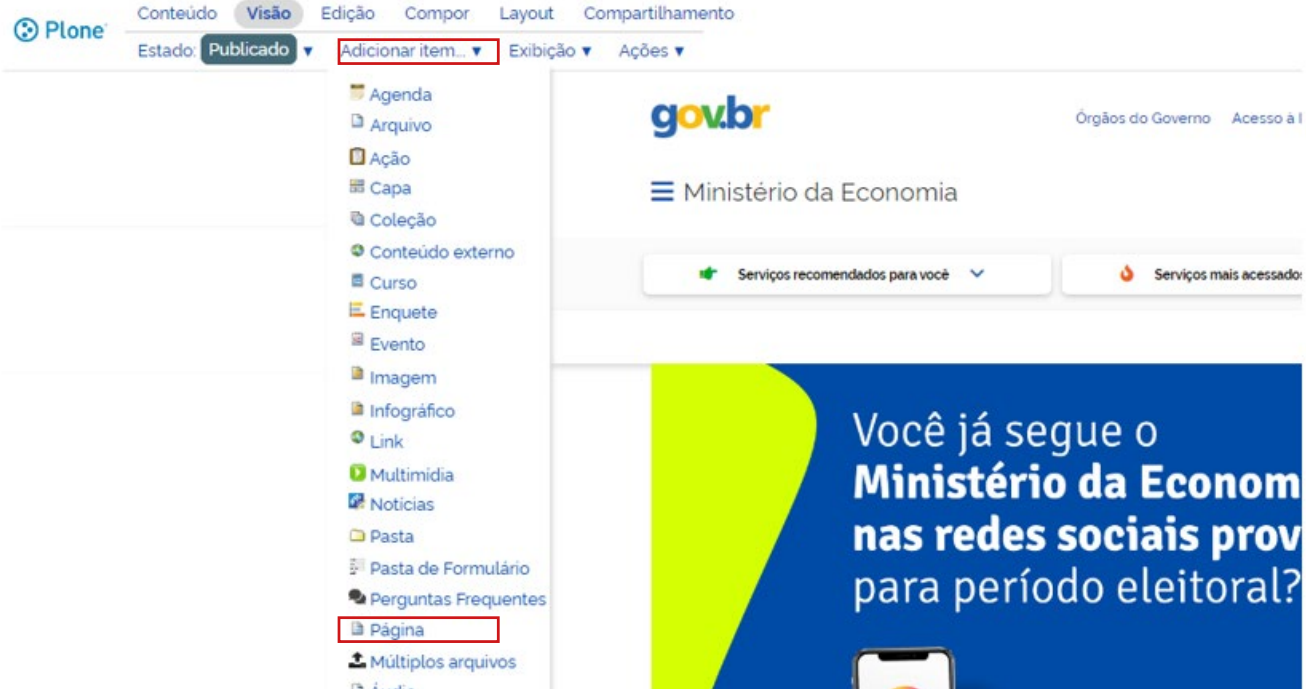 Plone
Conteúdo Visão Edição Compor Layout Compartilhamento
Estado: Publicado ▼ Adicionar item... ▼ Exibição ▼ Ações ▼
Agenda
Arquivo
Ação
Capa
Coleção
Conteúdo externo
Curso
Enquete
Evento
Imagem
Infográfico
Link
Multimídia
Notícias
Pasta
Pasta de Formulário
Perguntas Frequentes
Página
Múltiplos arquivos
gov.br
Órgãos do Governo Acesso à
Ministério da Economia
Serviços recomendados para você
Serviços mais acessados
Você já segue o
Ministério da Econom
nas redes sociais prov
para período eleitoral?